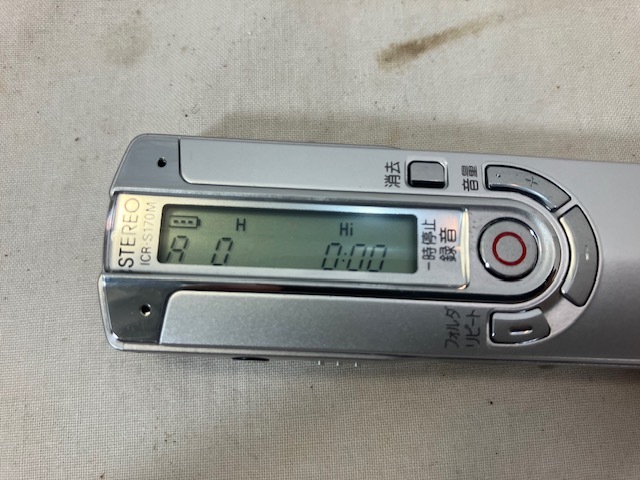 消去
音量
+
STEREO
ICR-S170M
H
Hi
A 0
0:00
一時停止
録音
フォルダ
リピート